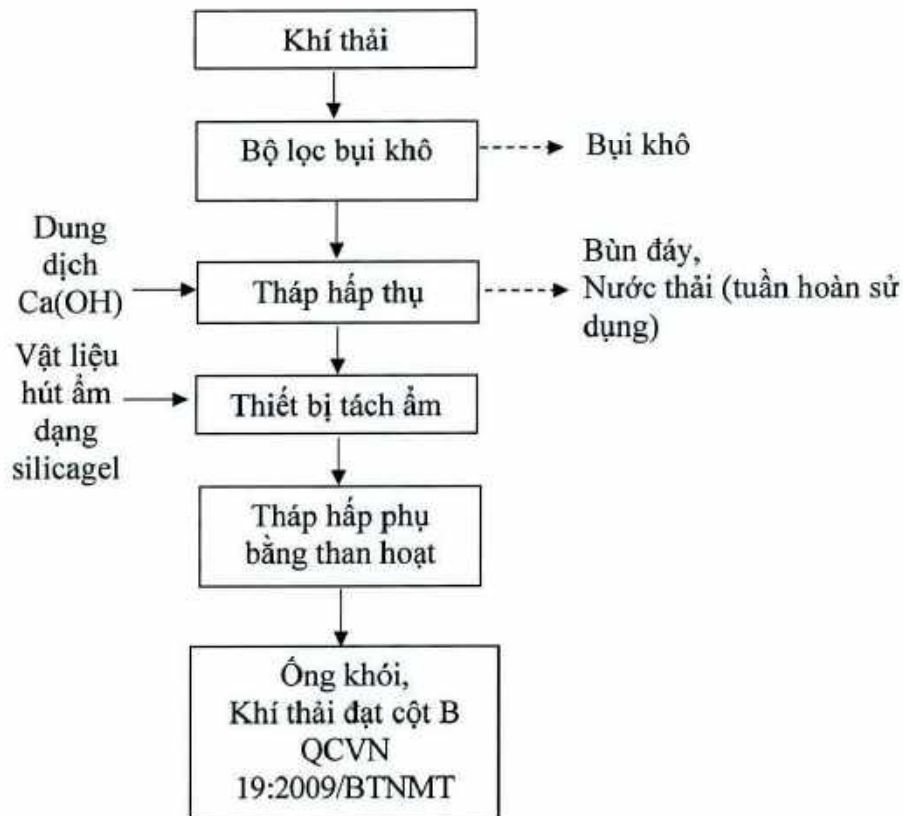 Khí thải
Bộ lọc bụi khô
Bụi khô
Dung
dịch
Ca(OH)
Tháp hấp thụ
Bùn đáy,
Nước thải (tuần hoàn sử
dụng)
Vật liệu
hút ẩm
dạng
silicagel
Thiết bị tách ẩm
Tháp hấp phụ
bằng than hoạt
Ống khói,
Khí thải đạt cột B
QCVN
19:2009/BTNMT